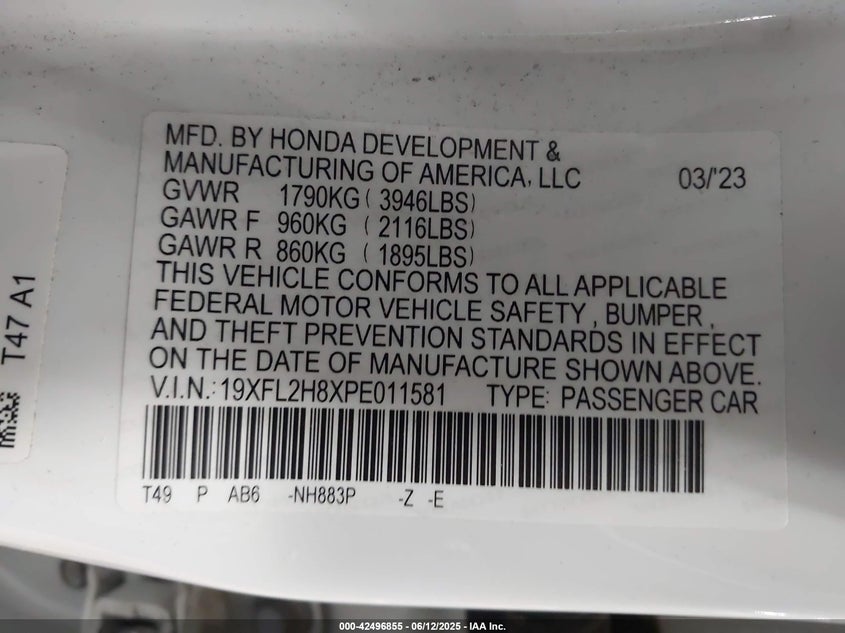 MFD. BY HONDA DEVELOPMENT &
MANUFACTURING OF AMERICA, LLC 03/'23
GVWR 1790KG ( 3946LBS)
GAWR F 960KG ( 2116LBS)
GAWR R 860KG ( 1895LBS)
THIS VEHICLE CONFORMS TO ALL APPLICABLE
FEDERAL MOTOR VEHICLE SAFETY , BUMPER ,
AND THEFT PREVENTION STANDARDS IN EFFECT
ON THE DATE OF MANUFACTURE SHOWN ABOVE.
V.I.N.: 19XFL2H8XPE011581 TYPE: PASSENGER CAR
T49 P AB6 -NH883P -Z -E
T47 A1
000-42496855 - 06/12/2025 - IAA Inc.